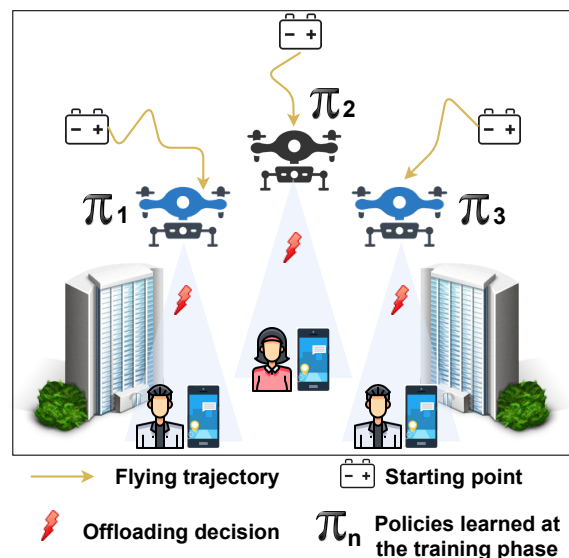 π2
π1
π3
Flying trajectory
Starting point
Offloading decision
πn
Policies learned at
the training phase